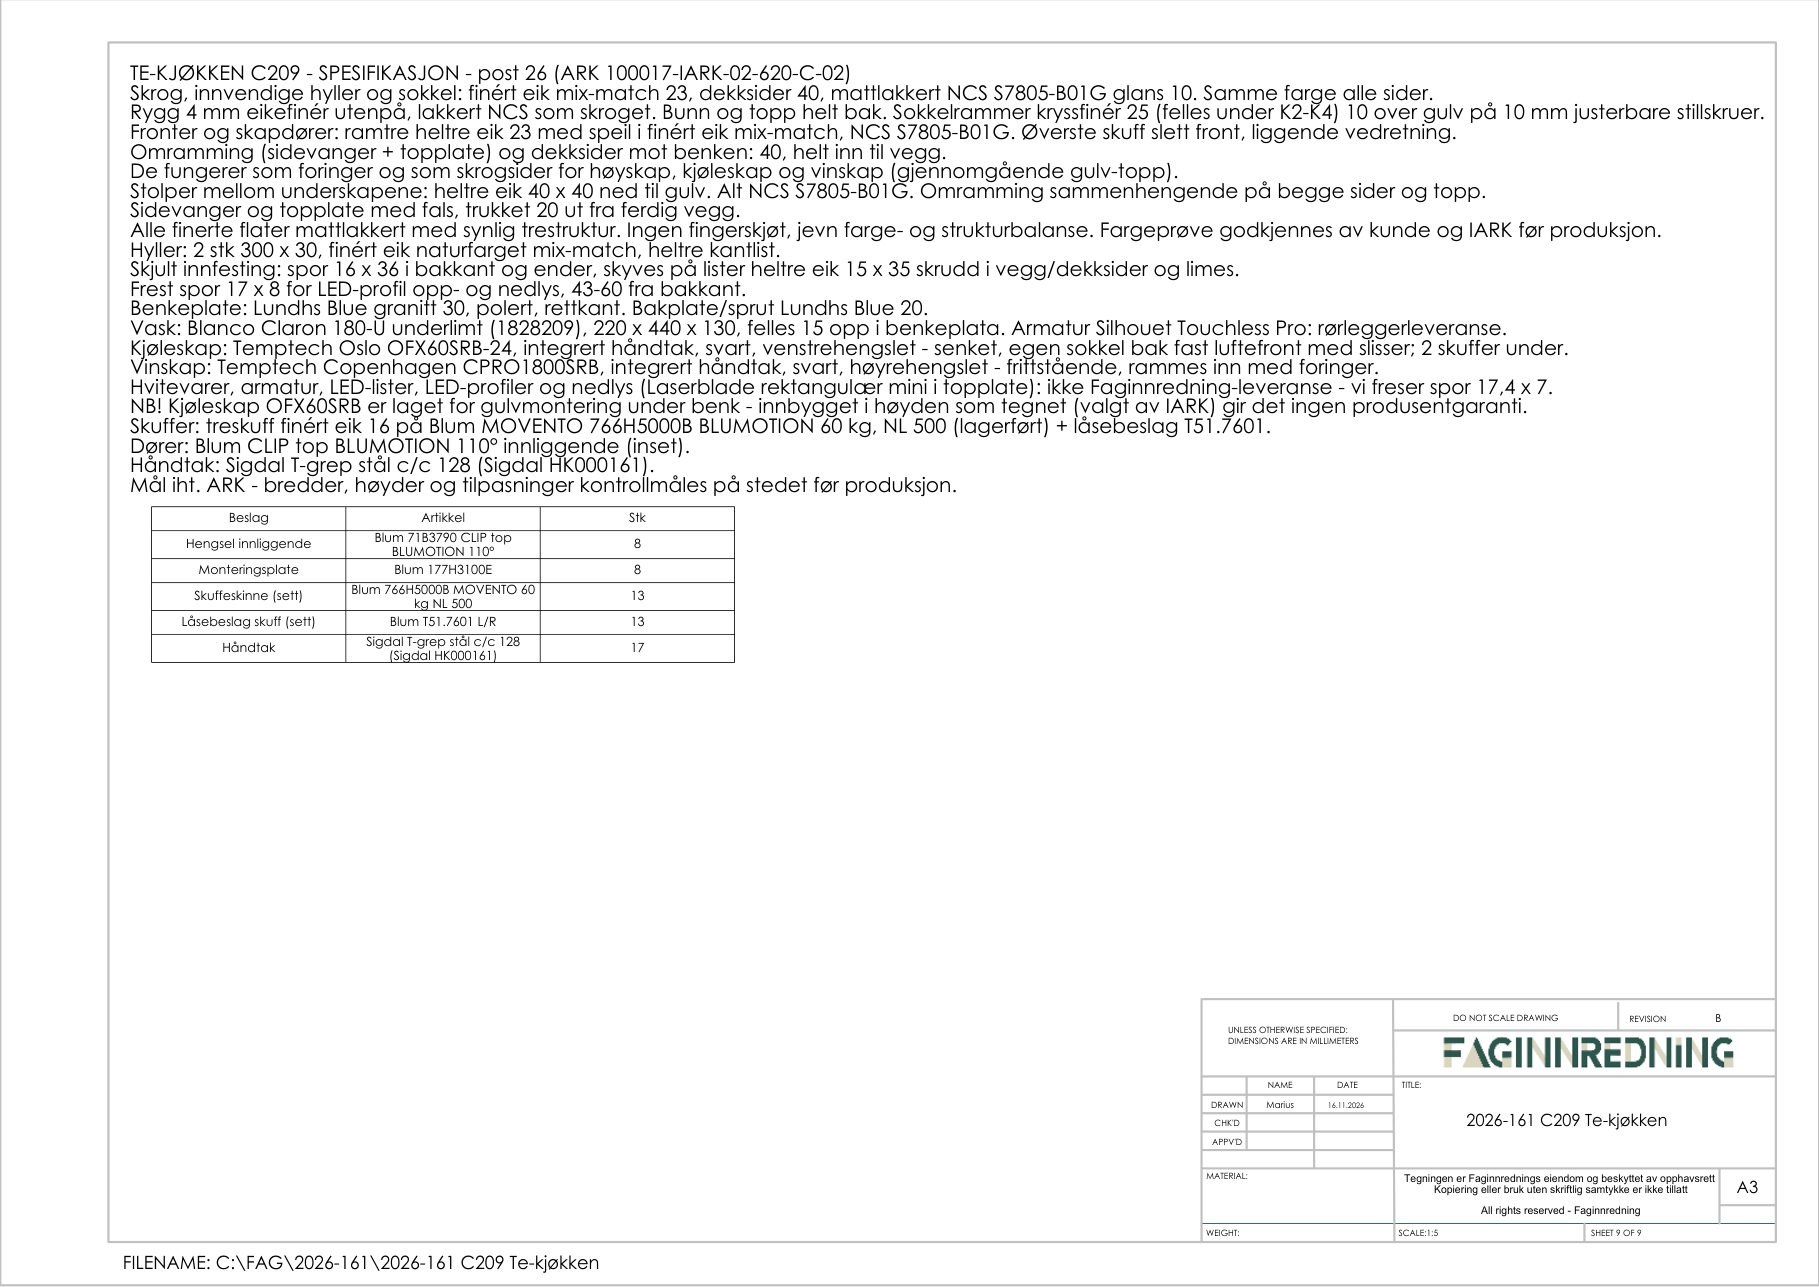 TE-KJØKKEN C209 - SPESIFIKASJON - post 26 (ARK 100017-IARK-02-620-C-02)
Skrog, innvendige hyller og sokkel: finért eik mix-match 23, dekksider 40, mattlakkert NCS S7805-B01G glans 10. Samme farge alle sider.
Rygg 4 mm eikefinér utenpå, lakkert NCS som skroget. Bunn og topp helt bak. Sokkelrammer kryssfinér 25 (felles under K2-K4) 10 over gulv på 10 mm justerbare stillskruer.
Fronter og skapdører: ramtre heltre eik 23 med speil i finért eik mix-match, NCS S7805-B01G. Øverste skuff slett front, liggende vedretning.
Omramming (sidevanger + topplate) og dekksider mot benken: 40, helt inn til vegg.
De fungerer som foringer og som skrogsider for høyskap, kjøleskap og vinskap (gjennomgående gulv-topp).
Stolper mellom underskapene: heltre eik 40 x 40 ned til gulv. Alt NCS S7805-B01G. Omramming sammenhengende på begge sider og topp.
Sidevanger og topplate med fals, trukket 20 ut fra ferdig vegg.
Alle finerte flater mattlakkert med synlig trestruktur. Ingen fingerskjøt, jevn farge- og strukturbalanse. Fargeprøve godkjennes av kunde og IARK før produksjon.
Hyller: 2 stk 300 x 30, finért eik naturfarget mix-match, heltre kantlist.
Skjult innfesting: spor 16 x 36 i bakkant og ender, skyves på lister heltre eik 15 x 35 skrudd i vegg/dekksider og limes.
Frest spor 17 x 8 for LED-profil opp- og nedlys, 43-60 fra bakkant.
Benkeplate: Lundhs Blue granitt 30, polert, rettkant. Bakplate/sprut Lundhs Blue 20.
Vask: Blanco Claron 180-U underlimt (1828209), 220 x 440 x 130, felles 15 opp i benkeplata. Armatur Silhouet Touchless Pro: rørleggerleveranse.
Kjøleskap: Temptech Oslo OFX60SRB-24, integrert håndtak, svart, venstrehengslet - senket, egen sokkel bak fast luftefront med slisser; 2 skuffer under.
Vinskap: Temptech Copenhagen CPRO1800SRB, integrert håndtak, svart, høyrehengslet - frittstående, rammes inn med foringer.
Hvitevarer, armatur, LED-lister, LED-profiler og nedlys (Laserblade rektangulær mini i topplate): ikke Faginnredning-leveranse - vi freser spor 17,4 x 7.
NB! Kjøleskap OFX60SRB er laget for gulvmontering under benk - innbygget i høyden som tegnet (valgt av IARK) gir det ingen produsentgaranti.
Skuffer: treskuff finért eik 16 på Blum MOVENTO 766H5000B BLUMOTION 60 kg, NL 500 (lagerført) + låsebeslag T51.7601.
Dører: Blum CLIP top BLUMOTION 110° innliggende (inset).
Håndtak: Sigdal T-grep stål c/c 128 (Sigdal HK000161).
Mål iht. ARK - bredder, høyder og tilpasninger kontrollmåles på stedet før produksjon.
Beslag Artikkel Stk
Hengsel innliggende Blum 71B3790 CLIP top BLUMOTION 110° 8
Monteringsplate Blum 177H3100E 8
Skuffeskinne (sett) Blum 766H5000B MOVENTO 60 kg NL 500 13
Låsebeslag skuff (sett) Blum T51.7601 L/R 13
Håndtak Sigdal T-grep stål c/c 128 (Sigdal HK000161) 17
UNLESS OTHERWISE SPECIFIED:
DIMENSIONS ARE IN MILLIMETERS
DO NOT SCALE DRAWING
REVISION B
FAGINNREDNING
NAME DATE
DRAWN Marius 16.11.2026
CHK'D
APPV'D
TITLE:
2026-161 C209 Te-kjøkken
MATERIAL:
Tegningen er Faginnrednings eiendom og beskyttet av opphavsrett
Kopiering eller bruk uten skriftlig samtykke er ikke tillatt
All rights reserved - Faginnredning
A3
WEIGHT:
SCALE:1:5
SHEET 9 OF 9
FILENAME: C:\FAG\2026-161\2026-161 C209 Te-kjøkken